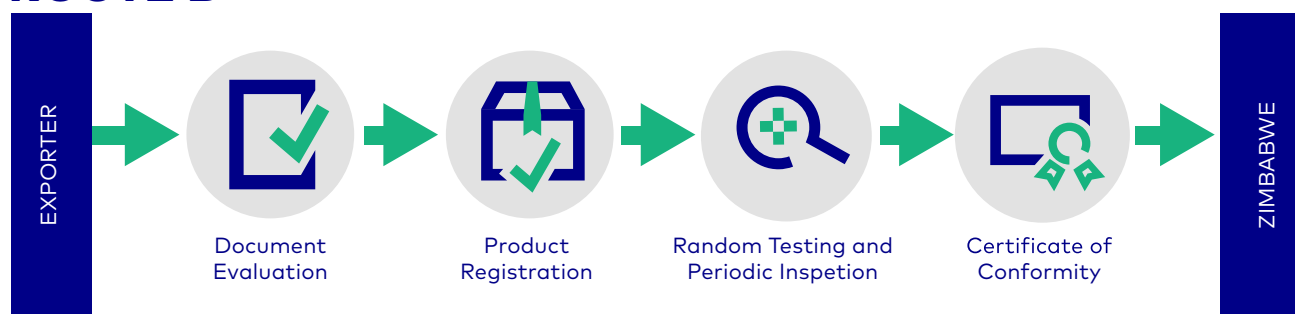 EXPORTER
Document
Evaluation
Product
Registration
Random Testing and
Periodic Inspetion
Certificate of
Conformity
ZIMBABWE